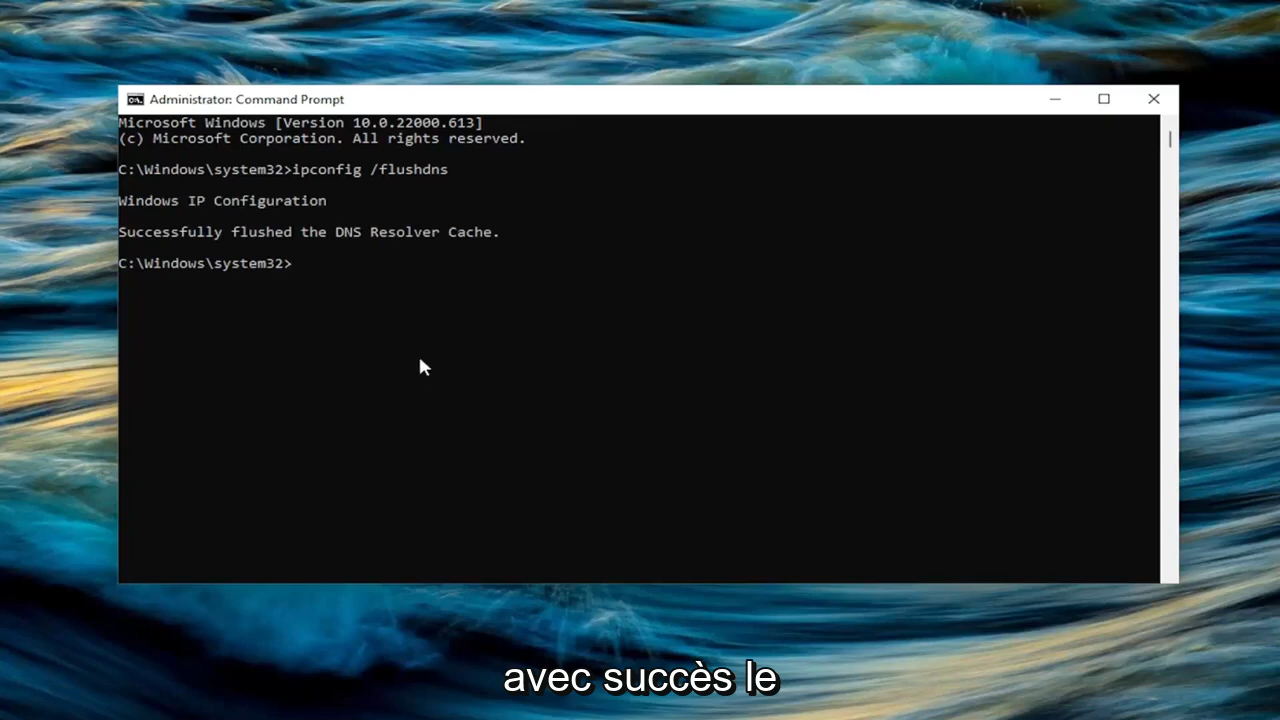 Administrator: Command Prompt
Microsoft Windows [Version 10.0.22000.613]
(c) Microsoft Corporation. All rights reserved.
C:\Windows\system32>ipconfig /flushdns
Windows IP Configuration
Successfully flushed the DNS Resolver Cache.
C:\Windows\system32>
avec succès le